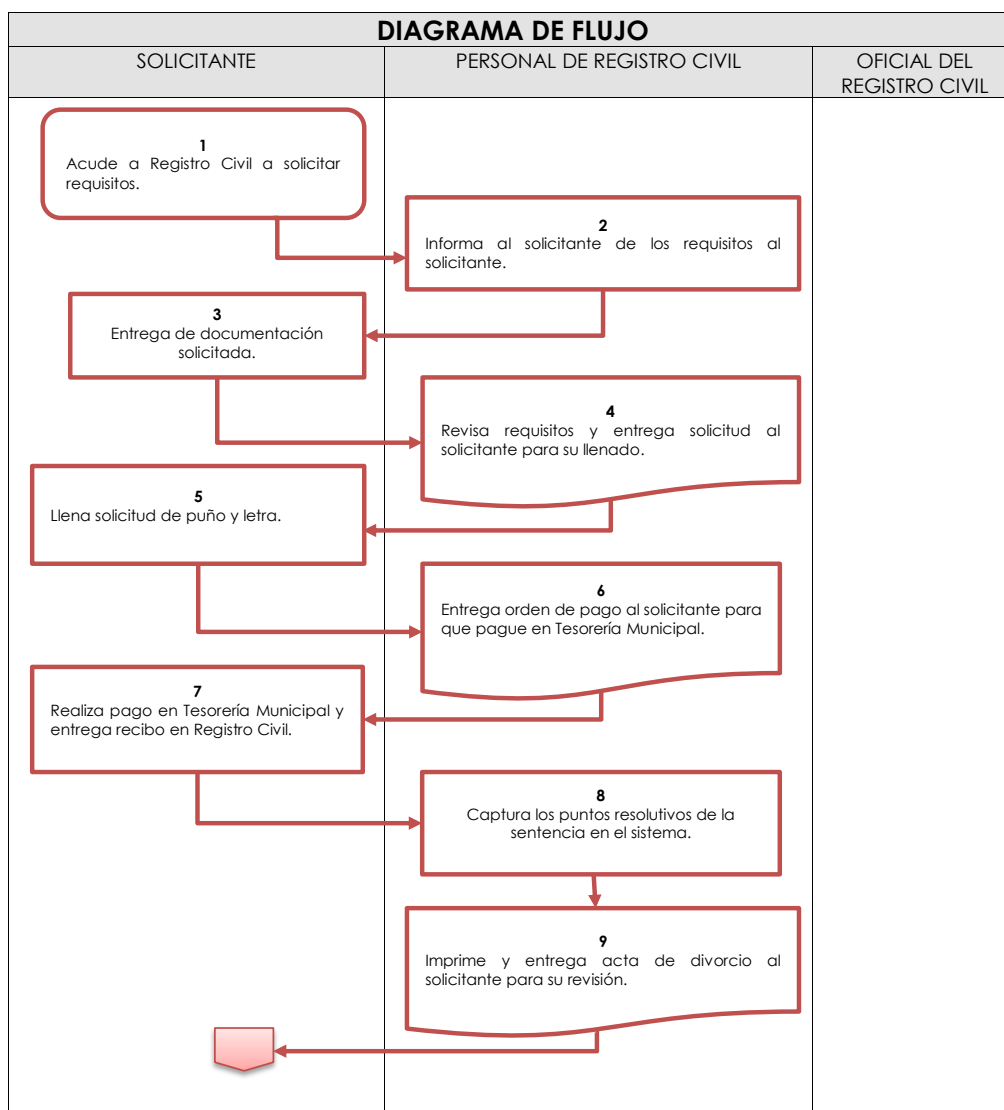 DIAGRAMA DE FLUJO
SOLICITANTE
PERSONAL DE REGISTRO CIVIL
OFICIAL DEL
REGISTRO CIVIL
1
Acude a Registro Civil a solicitar
requisitos.
2
Informa al solicitante de los requisitos al
solicitante.
3
Entrega de documentación
solicitada.
4
Revisa requisitos y entrega solicitud al
solicitante para su llenado.
5
Llena solicitud de puño y letra.
6
Entrega orden de pago al solicitante para
que pague en Tesorería Municipal.
7
Realiza pago en Tesorería Municipal y
entrega recibo en Registro Civil.
8
Captura los puntos resolutivos de la
sentencia en el sistema.
9
Imprime y entrega acta de divorcio al
solicitante para su revisión.